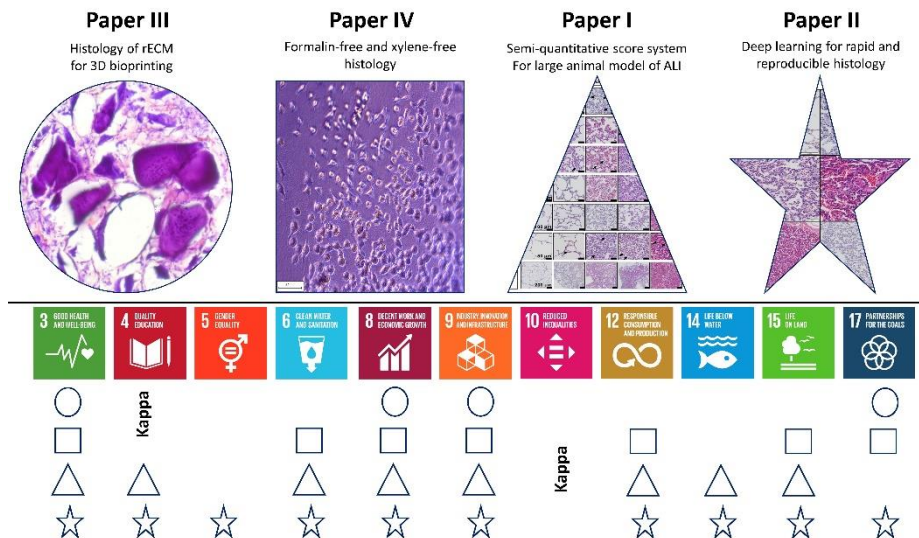 Paper III
Histology of rECM
for 3D bioprinting
Paper IV
Formalin-free and xylene-free
histology
Paper I
Semi-quantitative score system
For large animal model of ALI
Paper II
Deep learning for rapid and
reproducible histology
3 GOOD HEALTH
AND WELL-BEING
4 QUALITY
EDUCATION
5 GENDER
EQUALITY
6 CLEAN WATER
AND SANITATION
8 DECENT WORK AND
ECONOMIC GROWTH
9 INDUSTRY, INNOVATION
AND INFRASTRUCTURE
10 REDUCED
INEQUALITIES
12 RESPONSIBLE
CONSUMPTION
AND PRODUCTION
14 LIFE BELOW
WATER
15 LIFE
ON LAND
17 PARTNERSHIPS
FOR THE GOALS
Kappa
Kappa